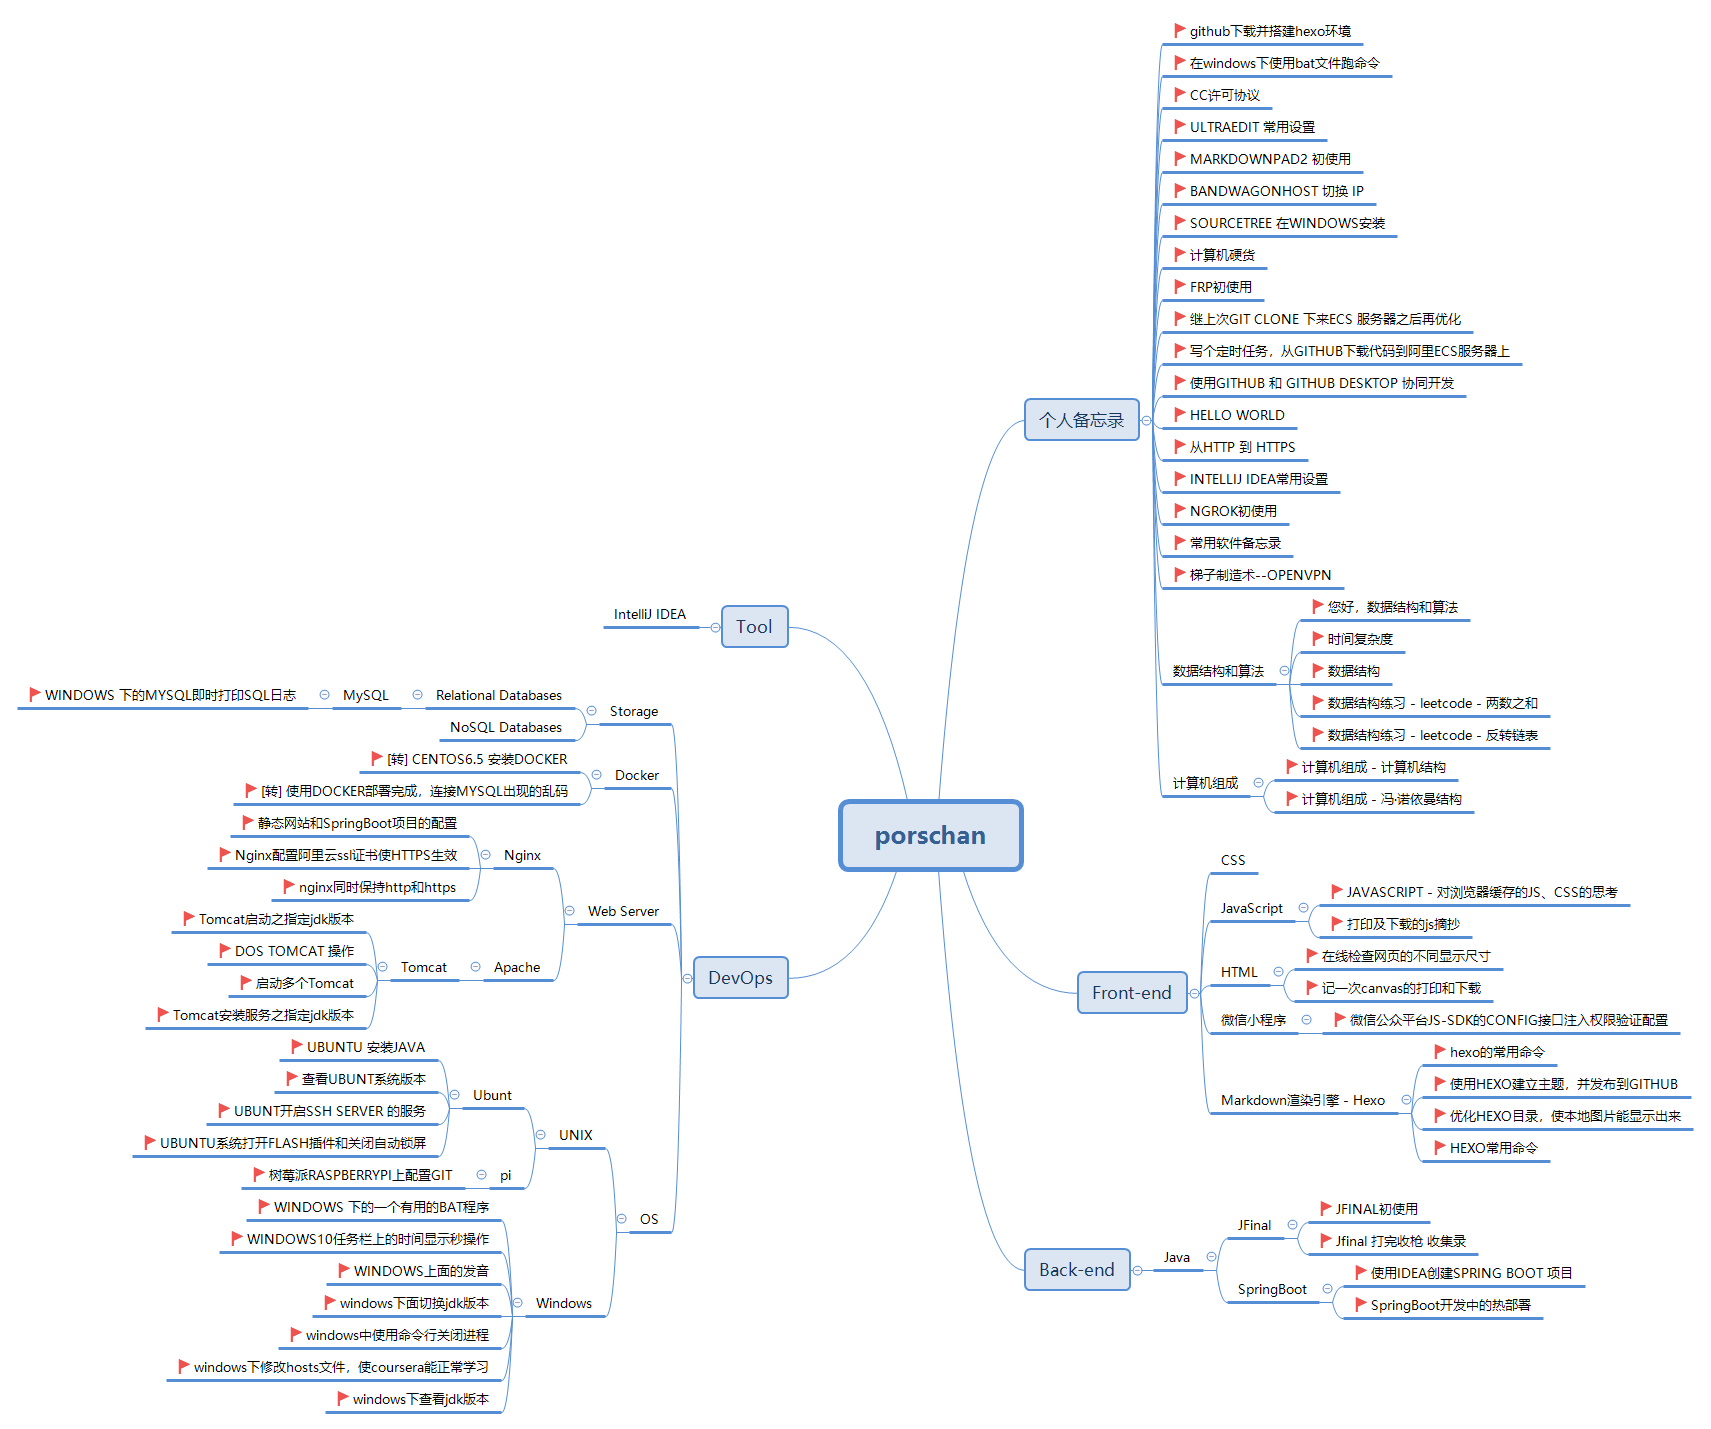 porschan
个人备忘录
github下载并搭建hexo环境
在windows下使用bat文件跑命令
CC许可协议
ULTRAEDIT 常用设置
MARKDOWNPAD2 初使用
BANDWAGONHOST 切换 IP
SOURCETREE 在WINDOWS安装
计算机硬货
FRP初使用
继上次GIT CLONE 下来ECS 服务器之后再优化
写个定时任务，从GITHUB下载代码到阿里ECS服务器上
使用GITHUB 和 GITHUB DESKTOP 协同开发
HELLO WORLD
从HTTP 到 HTTPS
INTELLIJ IDEA常用设置
NGROK初使用
常用软件备忘录
梯子制造术--OPENVPN
数据结构和算法
您好，数据结构和算法
时间复杂度
数据结构
数据结构练习 - leetcode - 两数之和
数据结构练习 - leetcode - 反转链表
计算机组成
计算机组成 - 计算机结构
计算机组成 - 冯·诺依曼结构
Front-end
CSS
JavaScript
JAVASCRIPT - 对浏览器缓存的JS、CSS的思考
打印及下载的js摘抄
HTML
在线检查网页的不同显示尺寸
记一次canvas的打印和下载
微信小程序
微信公众平台JS-SDK的CONFIG接口注入权限验证配置
Markdown渲染引擎 - Hexo
hexo的常用命令
使用HEXO建立主题，并发布到GITHUB
优化HEXO目录，使本地图片能显示出来
HEXO常用命令
Back-end
Java
JFinal
JFINAL初使用
Jfinal 打完收枪 收集录
SpringBoot
使用IDEA创建SPRING BOOT 项目
SpringBoot开发中的热部署
Tool
IntelliJ IDEA
DevOps
Storage
Relational Databases
MySQL
WINDOWS 下的MYSQL即时打印SQL日志
NoSQL Databases
Docker
[转] CENTOS6.5 安装DOCKER
[转] 使用DOCKER部署完成，连接MYSQL出现的乱码
Web Server
Nginx
静态网站和SpringBoot项目的配置
Nginx配置阿里云ssl证书使HTTPS生效
nginx同时保持http和https
Apache
Tomcat
Tomcat启动之指定jdk版本
DOS TOMCAT 操作
启动多个Tomcat
Tomcat安装服务之指定jdk版本
OS
UNIX
Ubunt
UBUNTU 安装JAVA
查看UBUNT系统版本
UBUNT开启SSH SERVER 的服务
UBUNTU系统打开FLASH插件和关闭自动锁屏
pi
树莓派RASPBERRYPI上配置GIT
Windows
WINDOWS 下的一个有用的BAT程序
WINDOWS10任务栏上的时间显示秒操作
WINDOWS上面的发音
windows下面切换jdk版本
windows中使用命令行关闭进程
windows下修改hosts文件，使coursera能正常学习
windows下查看jdk版本